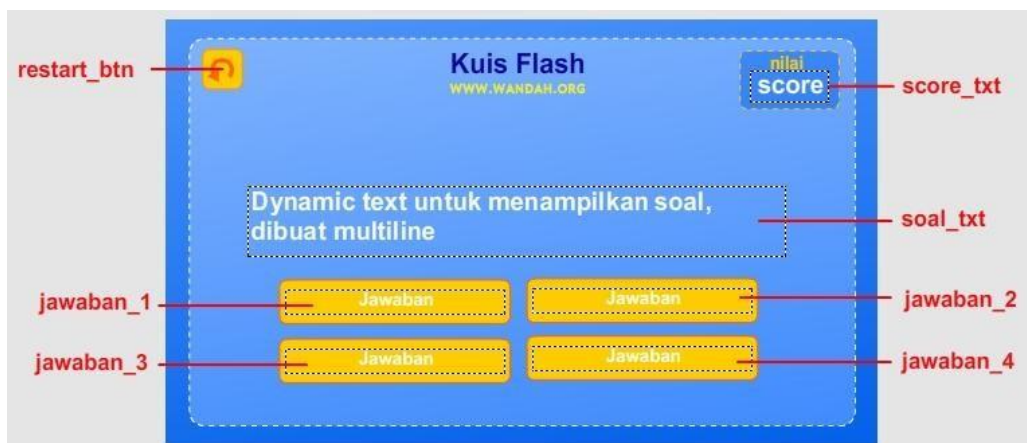 Kuis Flash
WWW.WANDAH.ORG
nilai
score
restart_btn
score_txt
Dynamic text untuk menampilkan soal,
dibuat multiline
soal_txt
jawaban_1
Jawaban
Jawaban
jawaban_2
jawaban_3
Jawaban
Jawaban
jawaban_4